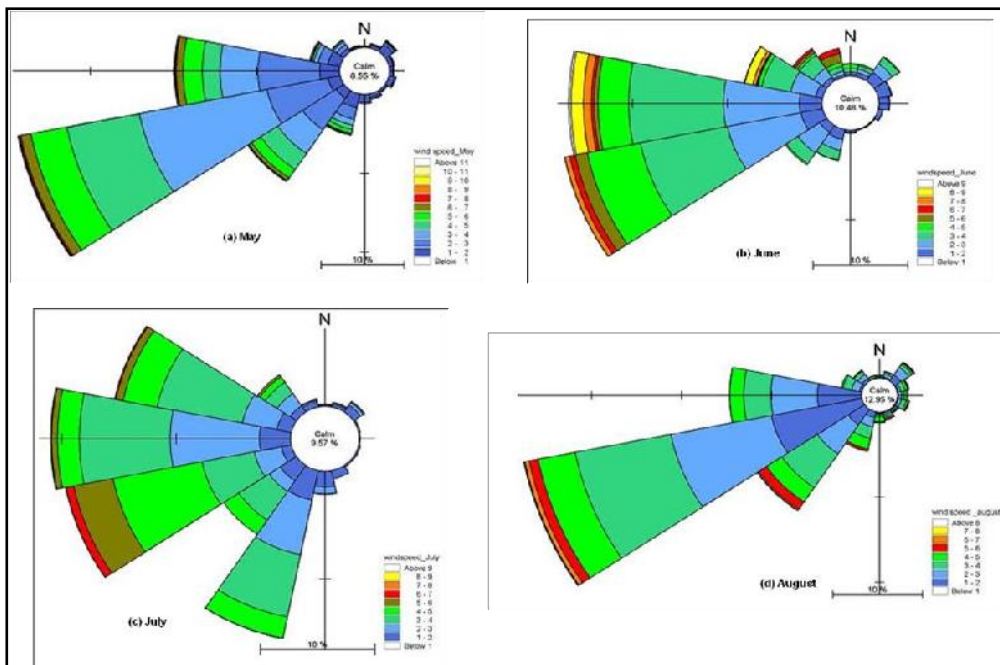 N
Calm
8.55 %
wind speed_May
Above 11
10 - 11
9 - 10
8 - 9
7 - 8
6 - 7
5 - 6
4 - 5
3 - 4
2 - 3
1 - 2
Below 1
10 %
(a) May
N
Calm
10.48 %
windspeed_June
Above 9
8-9
7-8
6-7
5-6
4-5
3-4
2-3
1-2
Below 1
10 %
(b) June
N
Calm
9.57 %
windspeed_July
Above 9
8 - 9
7 - 8
6 - 7
5 - 6
4 - 5
3 - 4
2 - 3
1 - 2
Below 1
10 %
(c) July
N
Calm
12.95 %
windspeed_august
Above 8
7 - 8
6-7
5 - 6
4 - 5
3 - 4
2 - 3
1 - 2
Below 1
10 %
(d) August